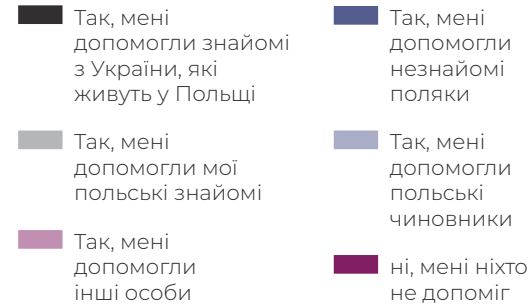 Так, мені
допомогли знайомі
з України, які
живуть у Польщі
Так, мені
допомогли мої
польські знайомі
Так, мені
допомогли
інші особи
Так, мені
допомогли
незнайомі
поляки
Так, мені
допомогли
польські
чиновники
ні, мені ніхто
не допоміг